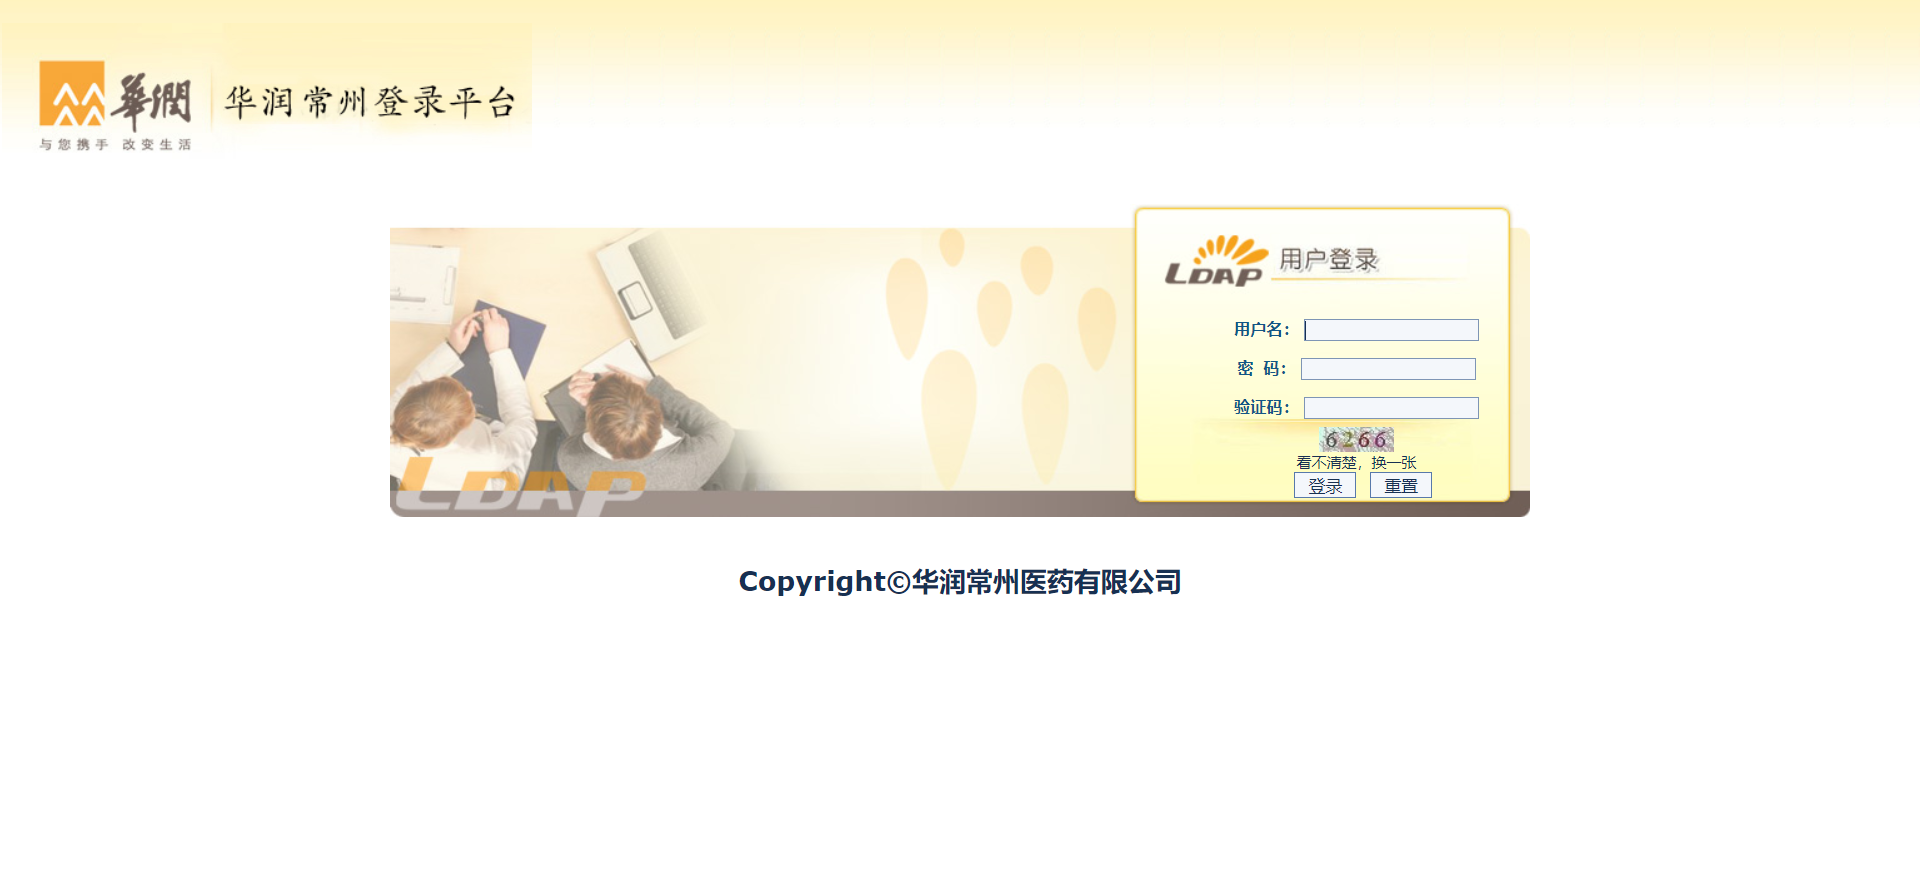 華潤
华润常州登录平台
与您携手 改变生活
LDAP 用户登录
用户名：
密 码：
验证码：
6266
看不清楚，换一张
登录 重置
LDAP
Copyright©华润常州医药有限公司